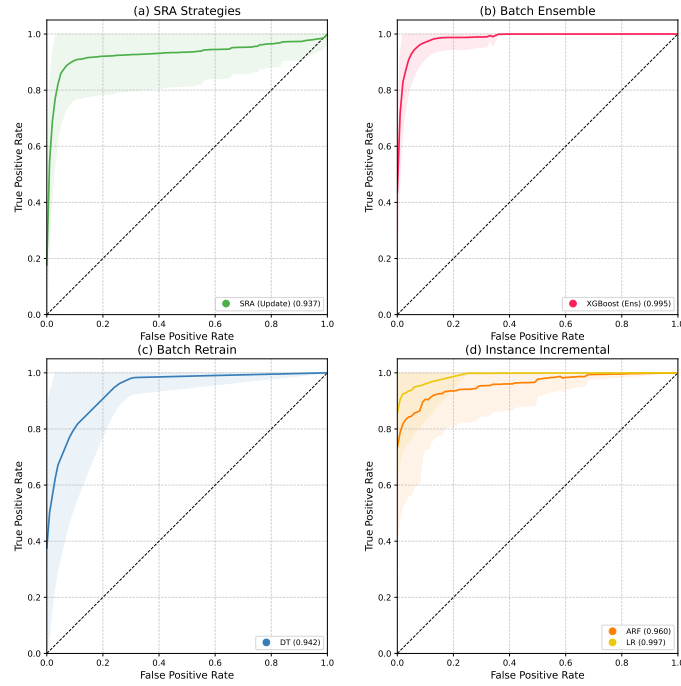 (a) SRA Strategies
True Positive Rate
1.0
0.8
0.6
0.4
0.2
0.0
0.0 0.2 0.4 0.6 0.8 1.0
False Positive Rate
SRA (Update) (0.937)
(b) Batch Ensemble
True Positive Rate
1.0
0.8
0.6
0.4
0.2
0.0
0.0 0.2 0.4 0.6 0.8 1.0
False Positive Rate
XGBoost (Ens) (0.995)
(c) Batch Retrain
True Positive Rate
1.0
0.8
0.6
0.4
0.2
0.0
0.0 0.2 0.4 0.6 0.8 1.0
False Positive Rate
DT (0.942)
(d) Instance Incremental
True Positive Rate
1.0
0.8
0.6
0.4
0.2
0.0
0.0 0.2 0.4 0.6 0.8 1.0
False Positive Rate
ARF (0.960)
LR (0.997)